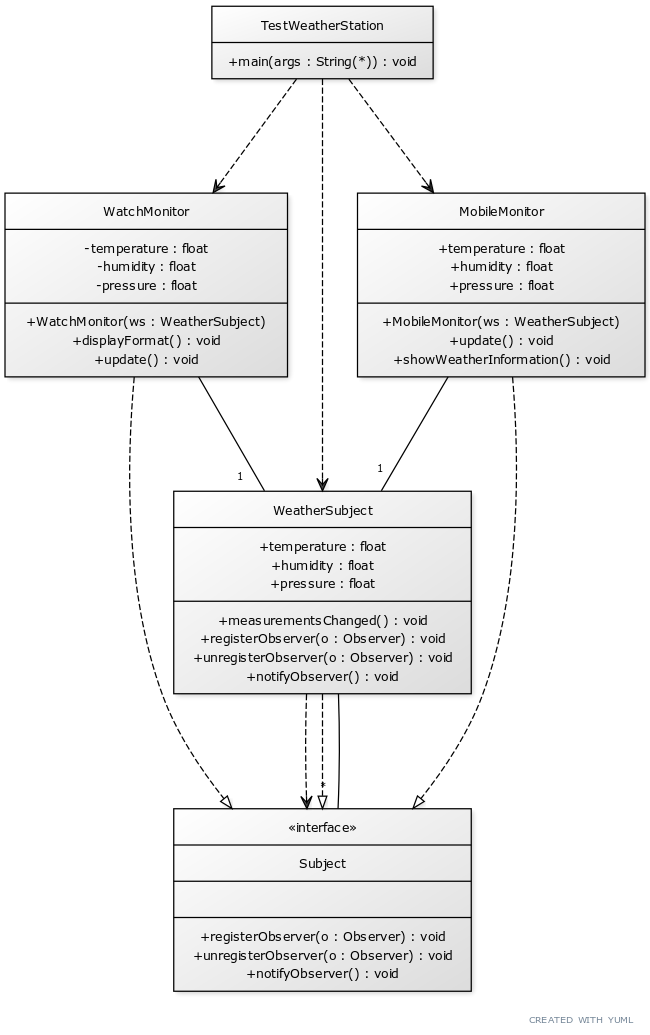 TestWeatherStation
+main(args : String(*)) : void
WatchMonitor
-temperature : float
-humidity : float
-pressure : float
+WatchMonitor(ws : WeatherSubject)
+displayFormat() : void
+update() : void
MobileMonitor
+temperature : float
+humidity : float
+pressure : float
+MobileMonitor(ws : WeatherSubject)
+update() : void
+showWeatherInformation() : void
1
1
WeatherSubject
+temperature : float
+humidity : float
+pressure : float
+measurementsChanged() : void
+registerObserver(o : Observer) : void
+unregisterObserver(o : Observer) : void
+notifyObserver() : void
*
«interface»
Subject
+registerObserver(o : Observer) : void
+unregisterObserver(o : Observer) : void
+notifyObserver() : void
CREATED WITH YUML